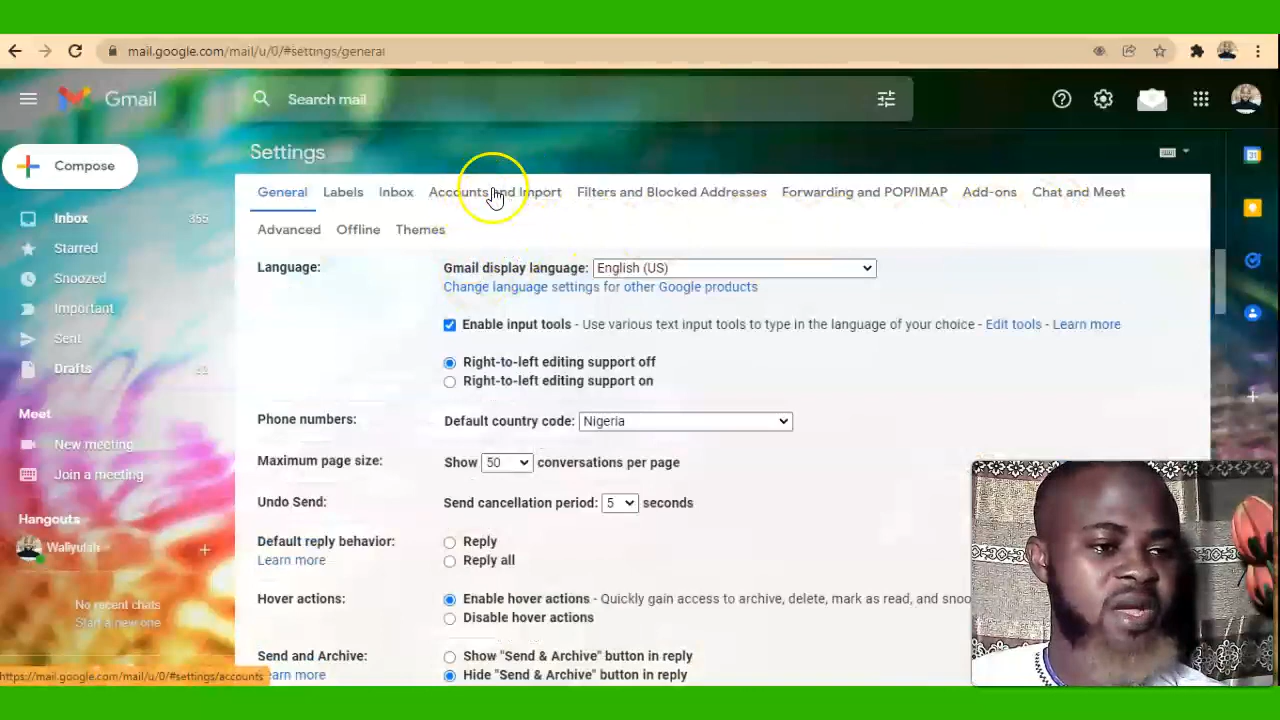 mail.google.com/mail/u/0/#settings/general
Gmail
Search mail
Compose
Inbox 355
Starred
Snoozed
Important
Sent
Drafts
Meet
New meeting
Join a meeting
Hangouts
Waliyulah
No recent chats
Start a new one
https://mail.google.com/mail/u/0/#settings/accounts
Settings
General Labels Inbox Accounts and Import Filters and Blocked Addresses Forwarding and POP/IMAP Add-ons Chat and Meet
Advanced Offline Themes
Language: Gmail display language: English (US)
Change language settings for other Google products
Enable input tools - Use various text input tools to type in the language of your choice - Edit tools - Learn more
Right-to-left editing support off
Right-to-left editing support on
Phone numbers: Default country code: Nigeria
Maximum page size: Show 50 conversations per page
Undo Send: Send cancellation period: 5 seconds
Default reply behavior: Reply
Learn more Reply all
Hover actions: Enable hover actions - Quickly gain access to archive, delete, mark as read, and snoo
Disable hover actions
Send and Archive: Show "Send & Archive" button in reply
earn more Hide "Send & Archive" button in reply
31